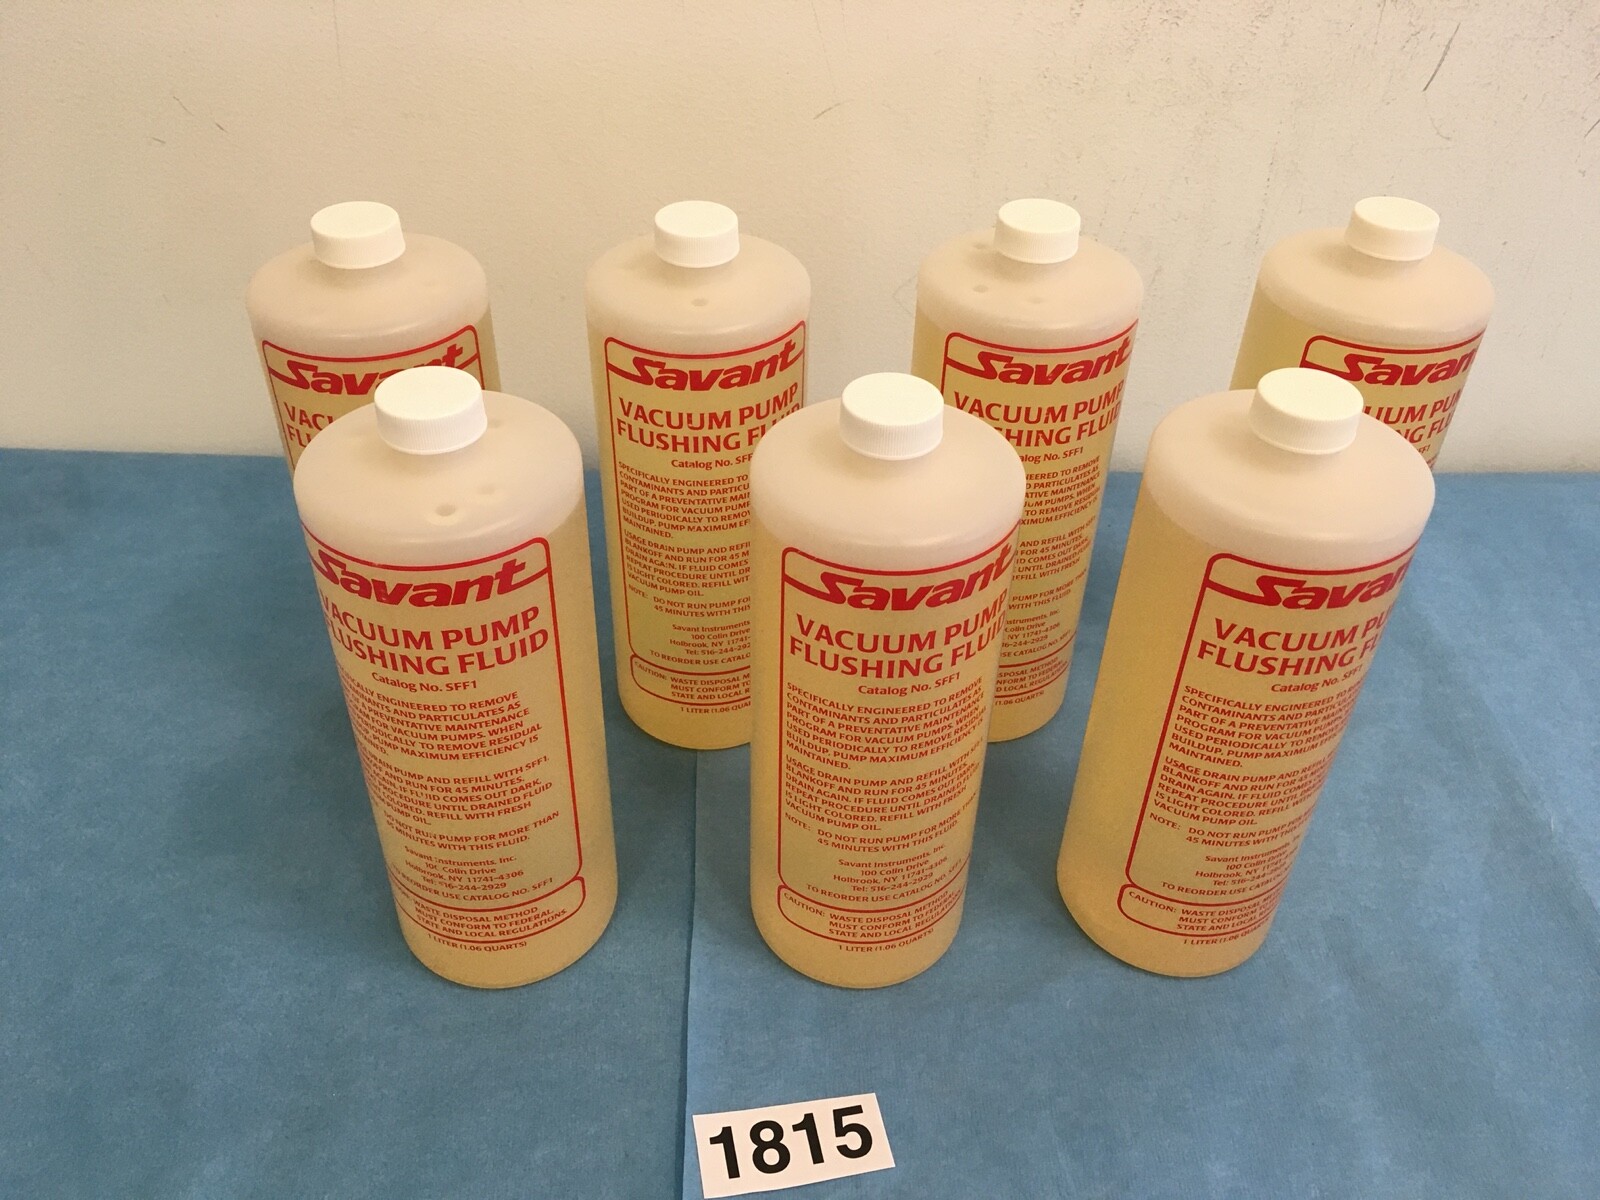 Savant
VACUUM PUMP
FLUSHING FLUID
Catalog No. SFF1
SPECIFICALLY ENGINEERED TO REMOVE
CONTAMINANTS AND PARTICULATES AS
PART OF A PREVENTATIVE MAINTENANCE
PROGRAM FOR VACUUM PUMPS. WHEN
USED PERIODICALLY TO REMOVE RESIDUAL
BUILDUP, PUMP MAXIMUM EFFICIENCY IS
MAINTAINED.
USAGE DRAIN PUMP AND REFILL WITH SFF1.
BLANKOFF AND RUN FOR 45 MINUTES.
DRAIN AGAIN. IF FLUID COMES OUT DARK,
REPEAT PROCEDURE UNTIL DRAINED FLUID
IS LIGHT COLORED. REFILL WITH FRESH
VACUUM PUMP OIL.
NOTE: DO NOT RUN PUMP FOR MORE THAN
45 MINUTES WITH THIS FLUID.
Savant Instruments, Inc.
100 Colin Drive
Holbrook, NY 11741-4306
Tel: 516-244-2929
TO REORDER USE CATALOG NO. SFF1
CAUTION: WASTE DISPOSAL METHOD
MUST CONFORM TO FEDERAL,
STATE AND LOCAL REGULATIONS.
1 LITER (1.06 QUARTS)
1815